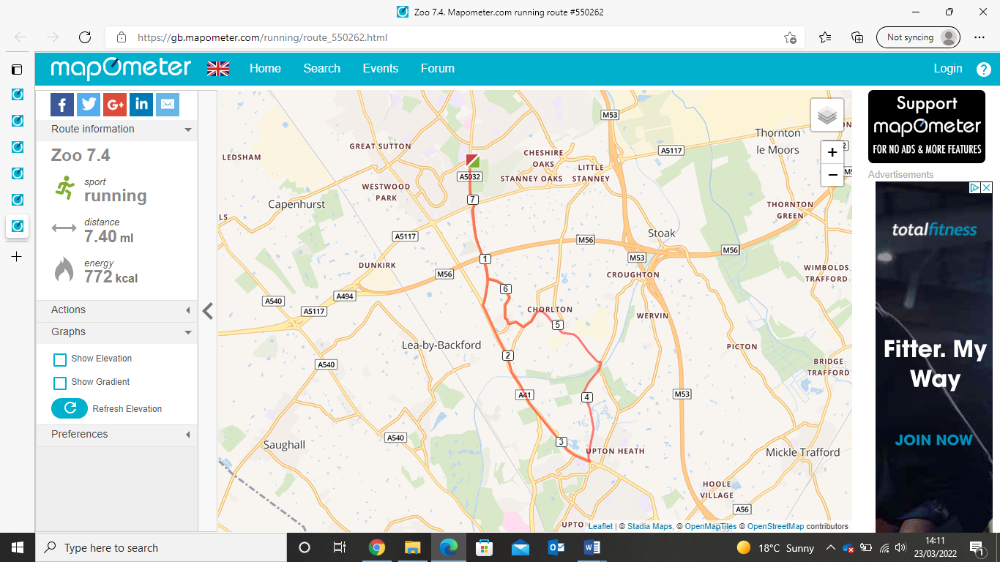 Zoo 7.4. Mapometer.com running route #550262
https://gb.mapometer.com/running/route_550262.html
Not syncing
mapometer
Home
Search
Events
Forum
Login
?
f
G+
in
Route information
Zoo 7.4
sport
running
distance
7.40 ml
energy
772 kcal
Actions
Graphs
Show Elevation
Show Gradient
Refresh Elevation
Preferences
M53
Thornton
le Moors
GREAT SUTTON
LEDSHAM
CHESHIRE
OAKS
A5117
LITTLE
STANNEY OAKS
STANNEY
A5032
WESTWOOD
PARK
7
Capenhurst
THORNTON
GREEN
LS
A5117
M56
Stoak
M56
DUNKIRK
1
M53
WIMBOLDS
TRAFFORD
M56
CROUGHTON
6
A494
A540
A5117
CHORLTON
WERVIN
5
Lea-by-Backford
PICTON
2
A540
BRIDGE
TRAFFORD
A41
4
M53
A540
3
Saughall
UPTON HEATH
Mickle Trafford
HOOLE
VILLAGE
A56
UPTO
+
−
Leaflet | © Stadia Maps, © OpenMapTiles © OpenStreetMap contributors
Support
mapometer
FOR NO ADS & MORE FEATURES
Advertisements
totalfitness
Fitter. My
Way
JOIN NOW
Type here to search
18°C Sunny
14:11
23/03/2022
1